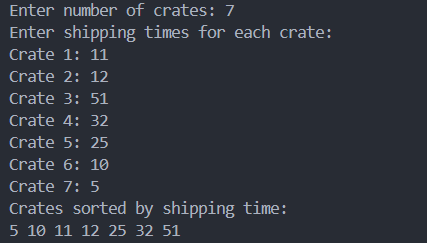 Enter number of crates: 7
Enter shipping times for each crate:
Crate 1: 11
Crate 2: 12
Crate 3: 51
Crate 4: 32
Crate 5: 25
Crate 6: 10
Crate 7: 5
Crates sorted by shipping time:
5 10 11 12 25 32 51